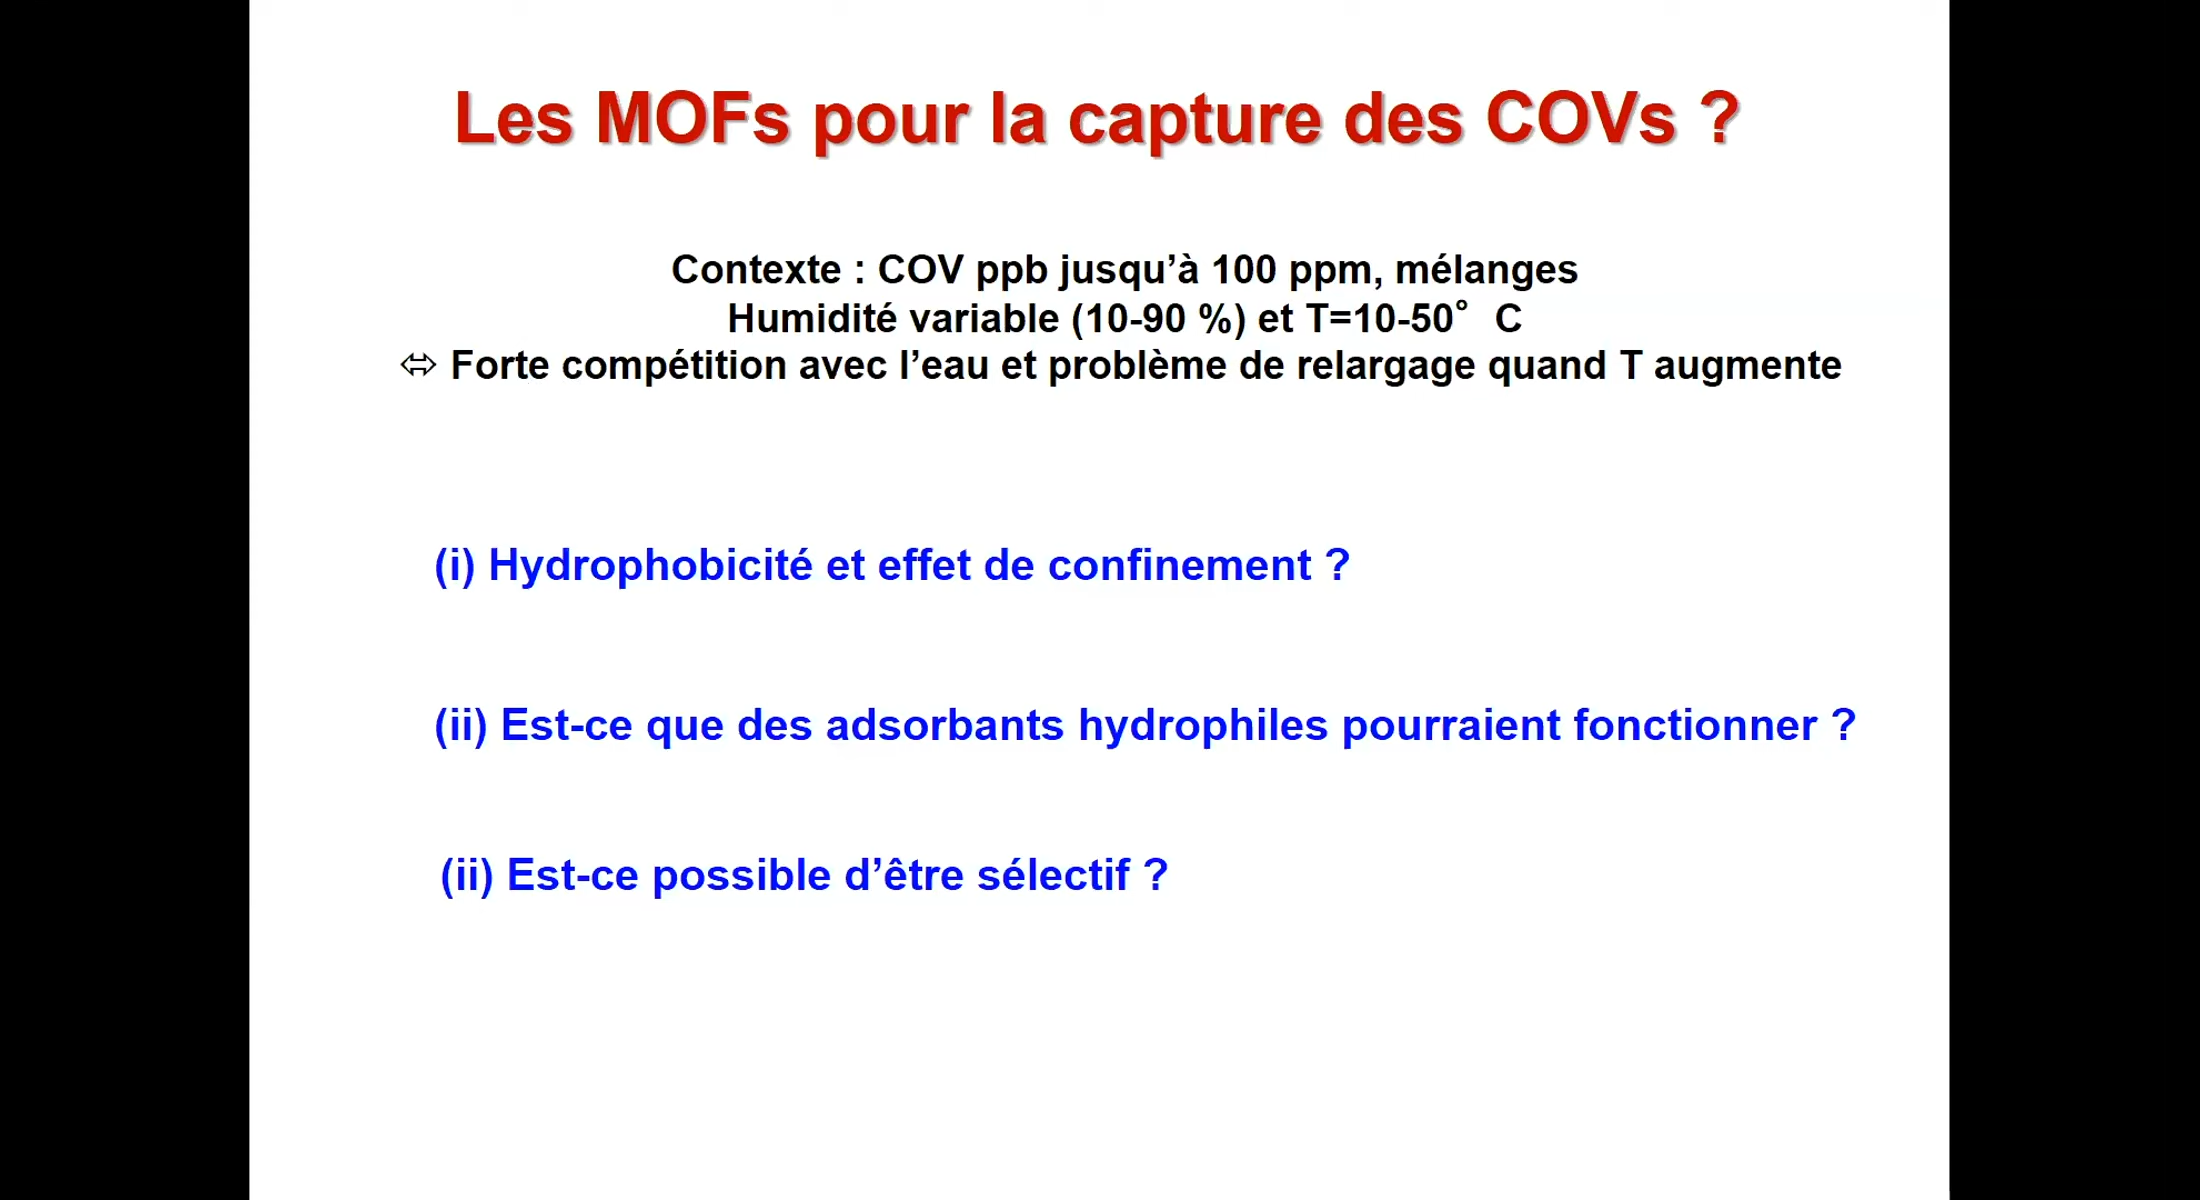 Les MOFs pour la capture des COVs ?
Contexte : COV ppb jusqu’à 100 ppm, mélanges
Humidité variable (10-90 %) et T=10-50° C
⬄ Forte compétition avec l’eau et problème de relargage quand T augmente
(i) Hydrophobicité et effet de confinement ?
(ii) Est-ce que des adsorbants hydrophiles pourraient fonctionner ?
(ii) Est-ce possible d’être sélectif ?